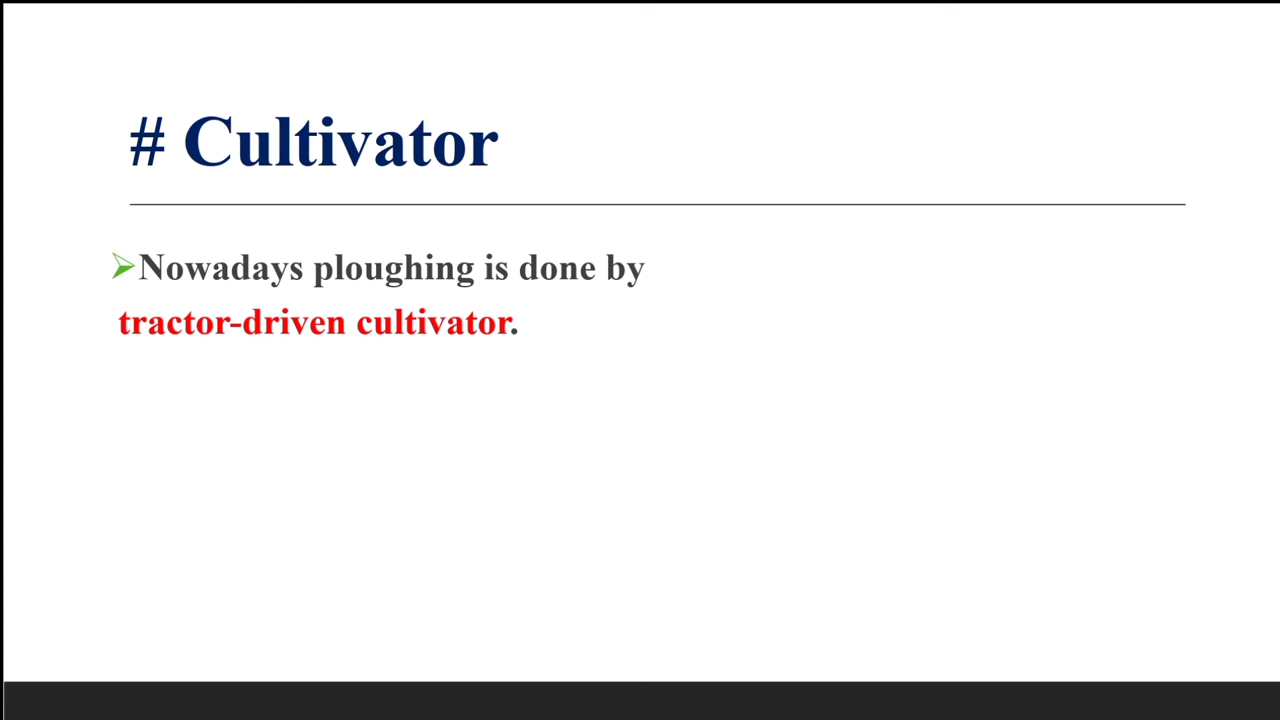 # Cultivator
➢Nowadays ploughing is done by
tractor-driven cultivator.